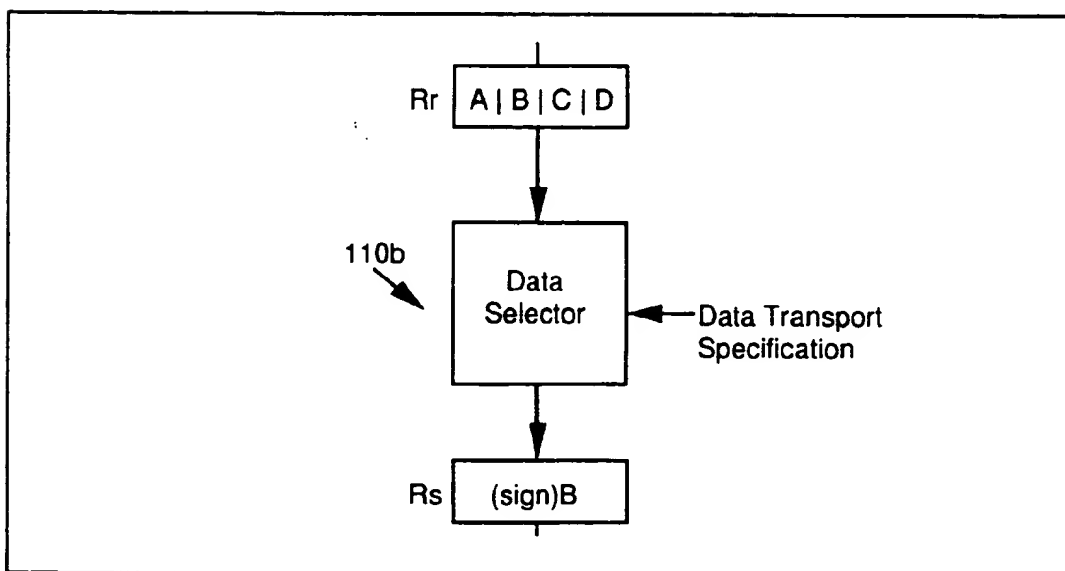 Rr A | B | C | D
110b
Data
Selector
Data Transport
Specification
Rs (sign)B